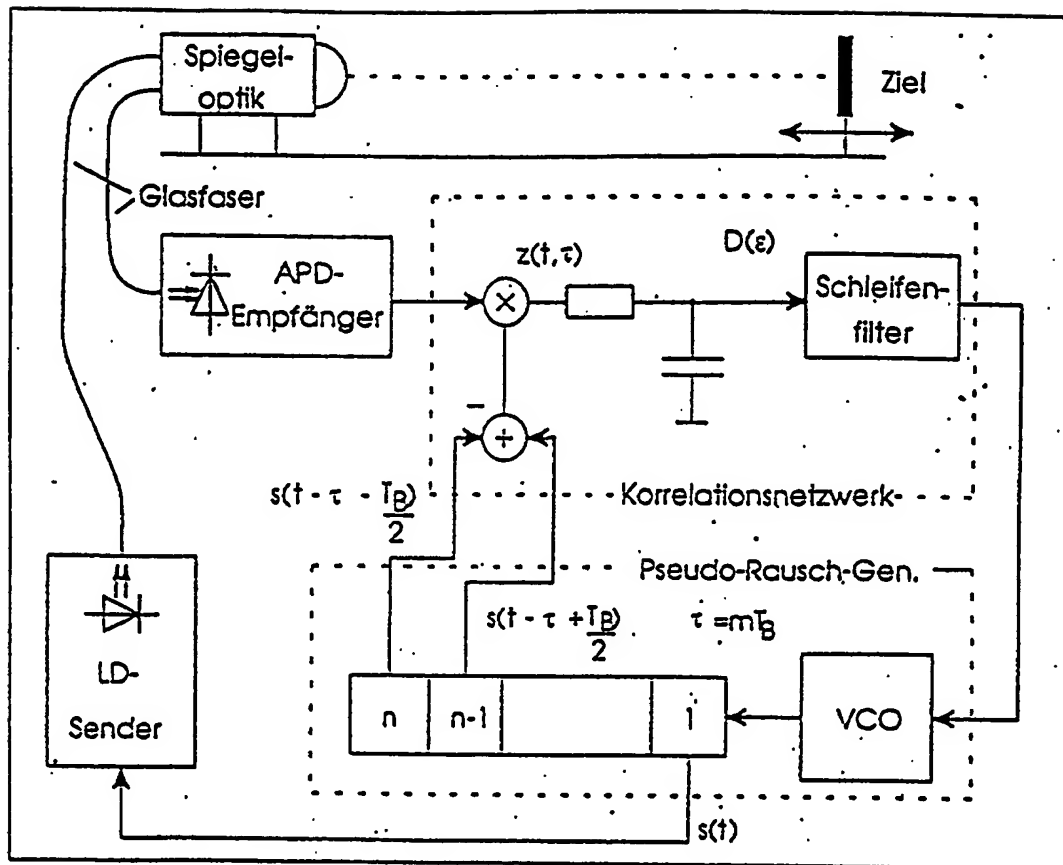 Spiegel-
optik
Ziel
Glasfaser
APD-
Empfänger
z(t,τ)
D(ε)
Schleifen-
filter
×
−
+
s(t - τ - T_B/2)
Korrelationsnetzwerk
Pseudo-Rausch-Gen.
s(t - τ + T_B/2)
τ = mT_B
LD-
Sender
n
n-1
1
VCO
s(t)